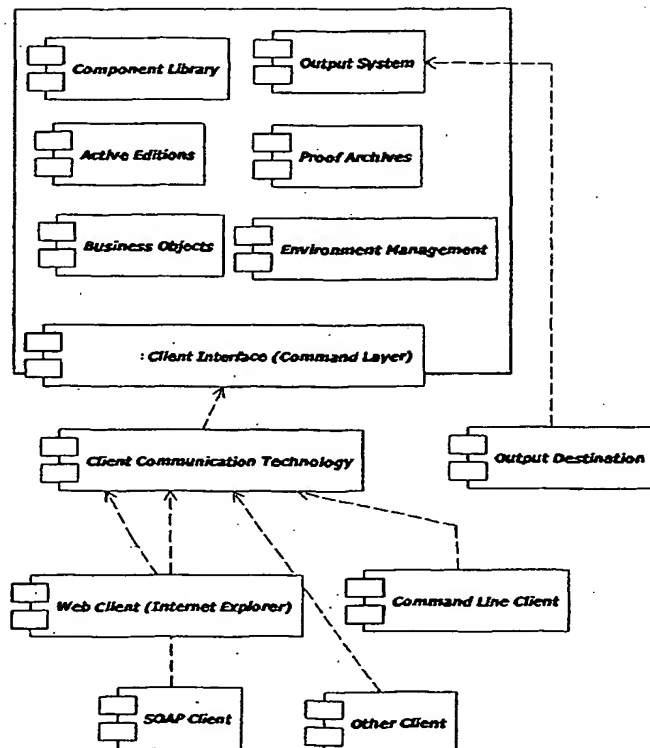 Component Library
Output System
Active Editions
Proof Archives
Business Objects
Environment Management
: Client Interface (Command Layer)
Client Communication Technology
Output Destination
Web Client (Internet Explorer)
Command Line Client
SOAP Client
Other Client